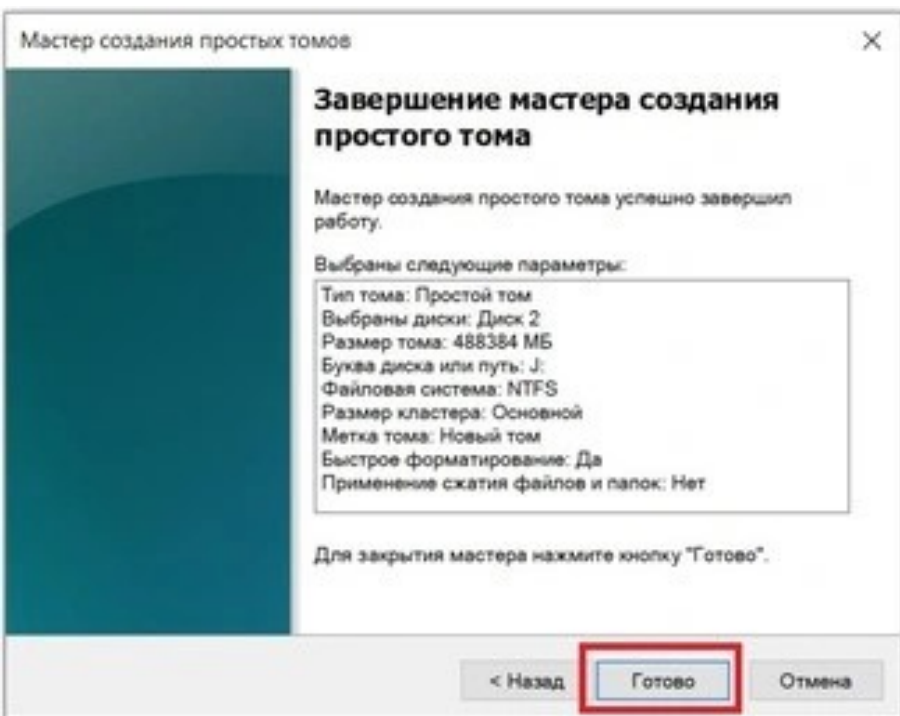 Мастер создания простых томов
Завершение мастера создания
простого тома
Мастер создания простого тома успешно завершил
работу.
Выбраны следующие параметры:
Тип тома: Простой том
Выбраны диски: Диск 2
Размер тома: 488384 МБ
Буква диска или путь: J:
Файловая система: NTFS
Размер кластера: Основной
Метка тома: Новый том
Быстрое форматирование: Да
Применение сжатия файлов и папок: Нет
Для закрытия мастера нажмите кнопку "Готово".
< Назад Готово Отмена